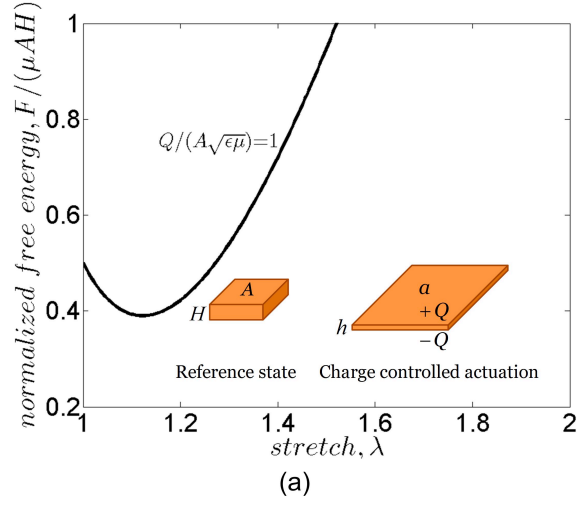 normalized free energy, F/(μAH)
1
0.8
0.6
0.4
0.2
Q/(A√ϵμ)=1
A
H
a
+Q
h
−Q
Reference state
Charge controlled actuation
1 1.2 1.4 1.6 1.8 2
stretch, λ
(a)